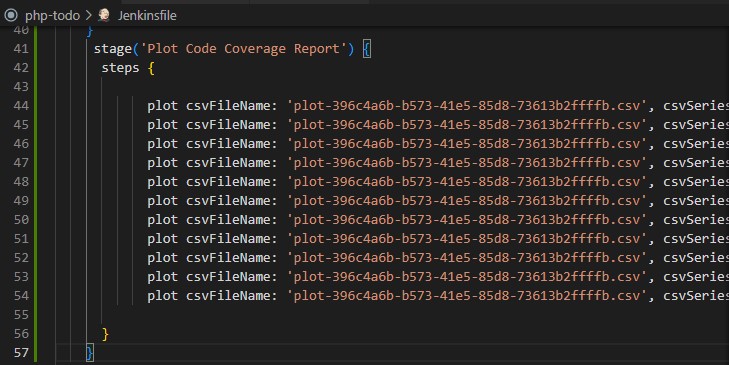 php-todo > Jenkinsfile
40 }
41 stage('Plot Code Coverage Report') {
42 steps {
43
44 plot csvFileName: 'plot-396c4a6b-b573-41e5-85d8-73613b2ffffb.csv', csvSeries
45 plot csvFileName: 'plot-396c4a6b-b573-41e5-85d8-73613b2ffffb.csv', csvSeries
46 plot csvFileName: 'plot-396c4a6b-b573-41e5-85d8-73613b2ffffb.csv', csvSeries
47 plot csvFileName: 'plot-396c4a6b-b573-41e5-85d8-73613b2ffffb.csv', csvSeries
48 plot csvFileName: 'plot-396c4a6b-b573-41e5-85d8-73613b2ffffb.csv', csvSeries
49 plot csvFileName: 'plot-396c4a6b-b573-41e5-85d8-73613b2ffffb.csv', csvSeries
50 plot csvFileName: 'plot-396c4a6b-b573-41e5-85d8-73613b2ffffb.csv', csvSeries
51 plot csvFileName: 'plot-396c4a6b-b573-41e5-85d8-73613b2ffffb.csv', csvSeries
52 plot csvFileName: 'plot-396c4a6b-b573-41e5-85d8-73613b2ffffb.csv', csvSeries
53 plot csvFileName: 'plot-396c4a6b-b573-41e5-85d8-73613b2ffffb.csv', csvSeries
54 plot csvFileName: 'plot-396c4a6b-b573-41e5-85d8-73613b2ffffb.csv', csvSeries
55
56 }
57 }